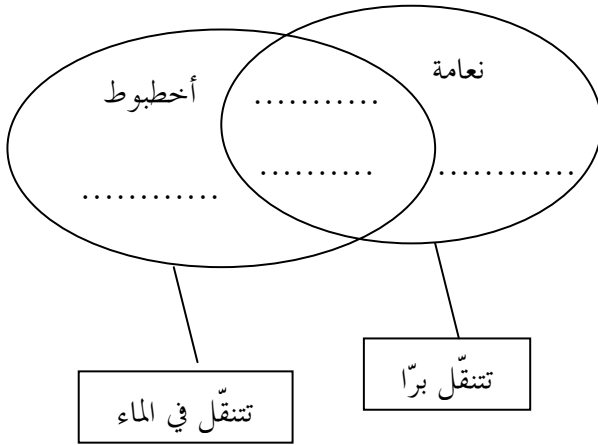 نعامة
أخطبوط
...........
..........
............
............
تتنقّل برّا
تتنقّل في الماء